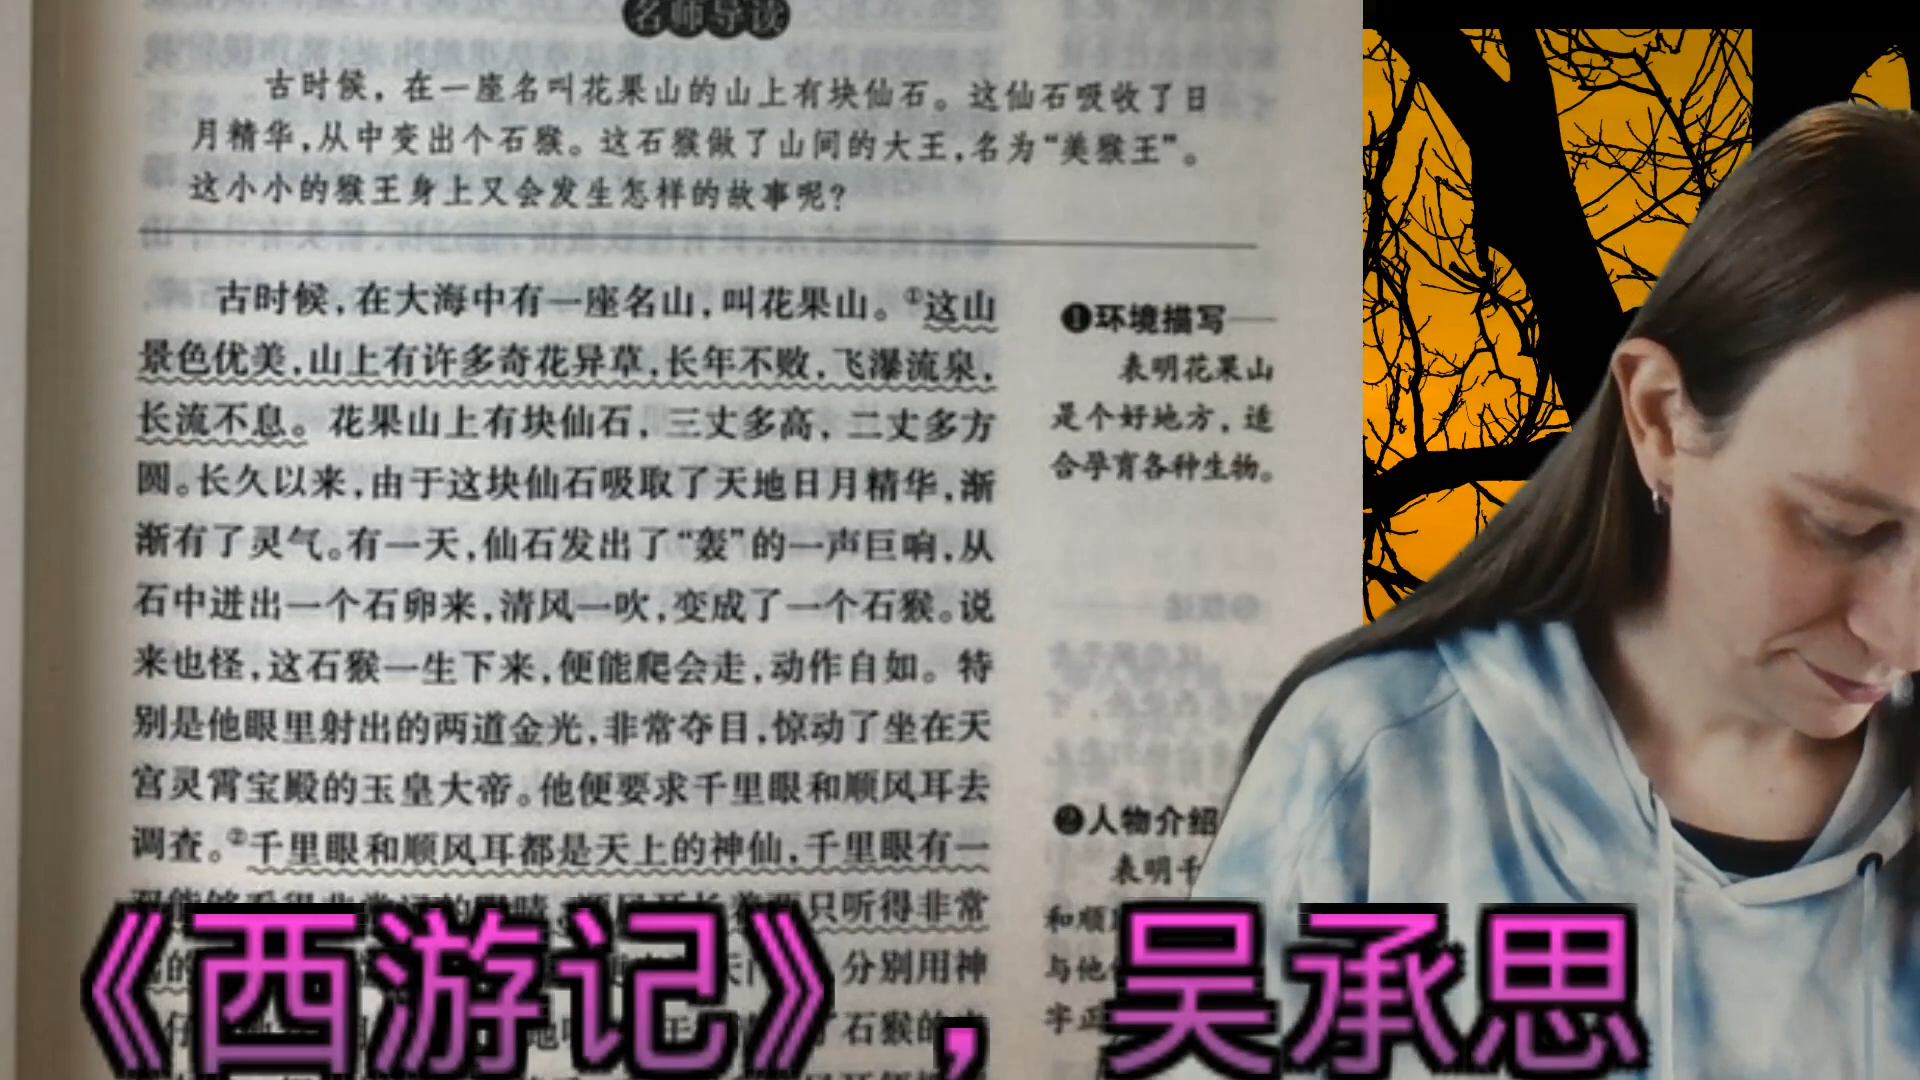 名师导读
古时候，在一座名叫花果山的山上有块仙石。这仙石吸收了日
月精华，从中变出个石猴。这石猴做了山间的大王，名为“美猴王”。
这小小的猴王身上又会发生怎样的故事呢？
古时候，在大海中有一座名山，叫花果山。①这山
景色优美，山上有许多奇花异草，长年不败，飞瀑流泉，
长流不息。花果山上有块仙石，三丈多高，二丈多方
圆。长久以来，由于这块仙石吸取了天地日月精华，渐
渐有了灵气。有一天，仙石发出了“轰”的一声巨响，从
石中迸出一个石卵来，清风一吹，变成了一个石猴。说
来也怪，这石猴一生下来，便能爬会走，动作自如。特
别是他眼里射出的两道金光，非常夺目，惊动了坐在天
宫灵霄宝殿的玉皇大帝。他便要求千里眼和顺风耳去
调查。②千里眼和顺风耳都是天上的神仙，千里眼有一
只听得非常
分别用神
石猴的
❶环境描写——
表明花果山
是个好地方，适
合孕育各种生物。
❷人物介绍
表明千
和顺
与他
字正
《西游记》，吴承思